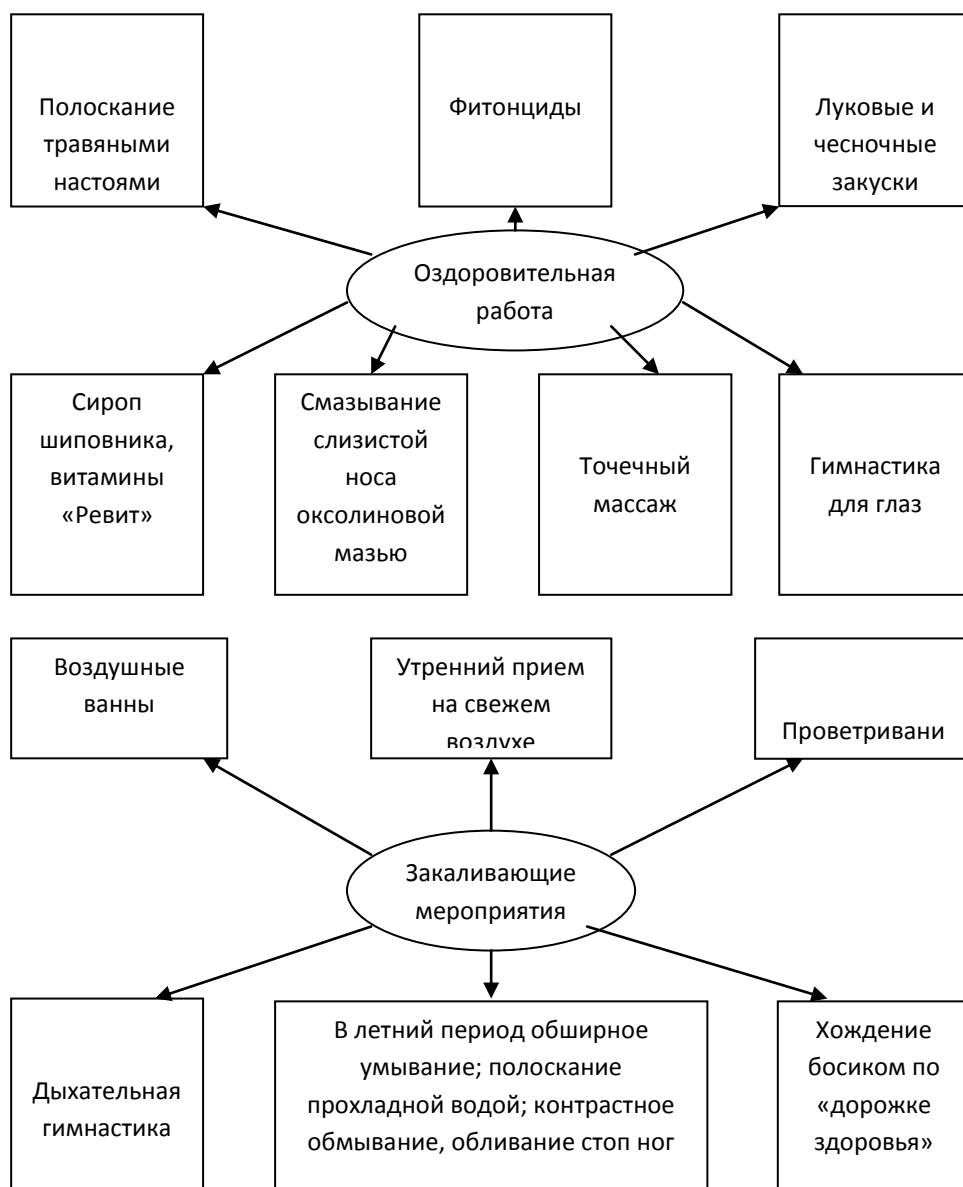 Полоскание
травяными
настоями
Фитонциды
Луковые и
чесночные
закуски
Оздоровительная
работа
Сироп
шиповника,
витамины
«Ревит»
Смазывание
слизистой
носа
оксолиновой
мазью
Точечный
массаж
Гимнастика
для глаз
Воздушные
ванны
Утренний прием
на свежем
воздухе
Проветривани
Закаливающие
мероприятия
Дыхательная
гимнастика
В летний период обширное
умывание; полоскание
прохладной водой; контрастное
обмывание, обливание стоп ног
Хождение
босиком по
«дорожке
здоровья»